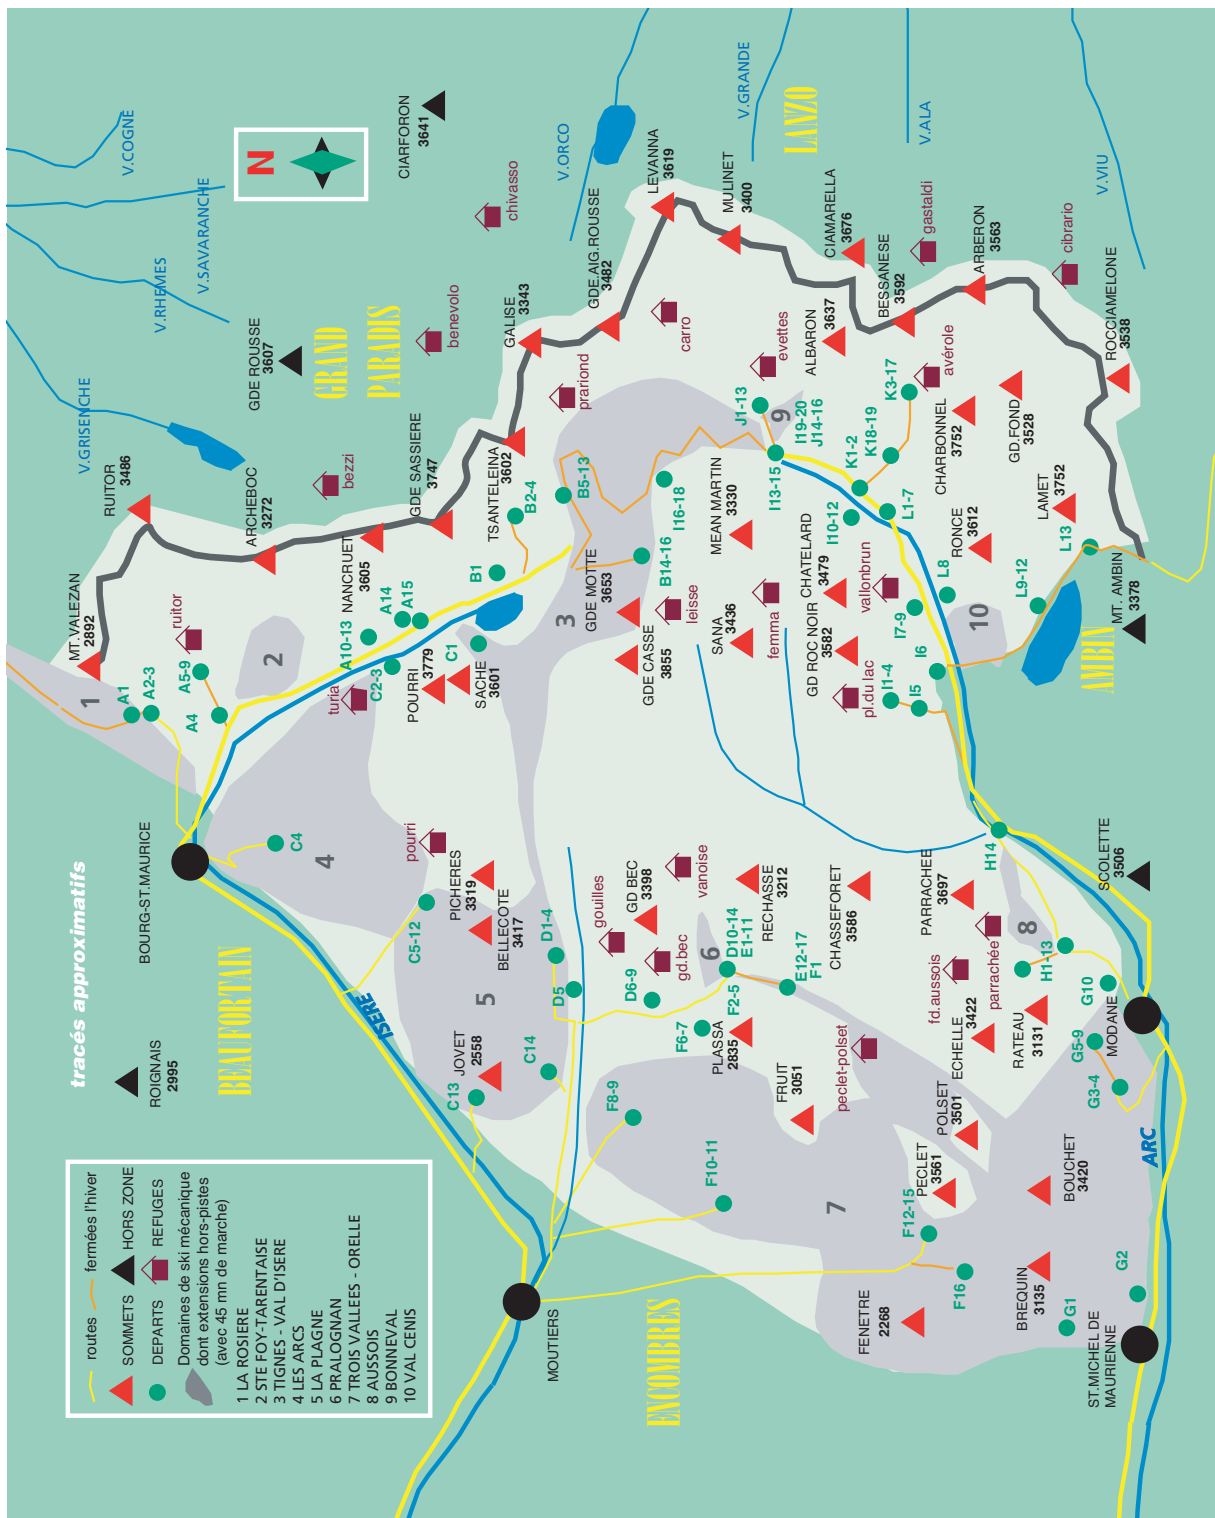 tracés approximatifs
N
routes
fermées l'hiver
SOMMETS
HORS ZONE
DEPARTS
REFUGES
Domaines de ski mécanique
dont extensions hors-pistes
(avec 45 mn de marche)
1 LA ROSIERE
2 STE FOY-TARENTAISE
3 TIGNES - VAL D'ISERE
4 LES ARCS
5 LA PLAGNE
6 PRALOGNAN
7 TROIS VALLEES - ORELLE
8 AUSSOIS
9 BONNEVAL
10 VAL CENIS
ROIGNAIS
2995
BEAUFORTAIN
BOURG-ST.MAURICE
ISERE
1
MT.VALEZAN
2892
A1
A2-3
A5-9
ruitor
A4
2
RUITOR
3486
ARCHEBOC
3272
V.GRISENCHE
V.RHEMES
V.SAVARANCHE
V.COGNE
GDE ROUSSE
3607
GRAND
PARADIS
bezzi
benevolo
CIARFORON
3641
chivasso
V.ORCO
NANCRUET
3605
GDE SASSIERE
3747
TSANTELEINA
3602
GALISE
3343
GDE.AIG.ROUSSE
3482
LEVANNA
3619
MULINET
3400
V.GRANDE
LANZO
V.ALA
V.VIU
A10-13
A14
A15
turia
C2-3
C1
B1
B2-4
B5-13
B14-16
POURRI
3779
SACHE
3601
prariond
carro
3
GDE MOTTE
3653
GDE CASSE
3855
leisse
I16-18
C4
4
pourri
C5-12
PICHERES
3319
BELLECOTE
3417
5
JOVET
2558
C13
C14
D1-4
D5
D6-9
gouilles
GD BEC
3398
gd.bec
vanoise
6
D10-14
E1-11
RECHASSE
3212
F2-5
F6-7
PLASSA
2835
E12-17
F1
CHASSEFORET
3586
MEAN MARTIN
3330
SANA
3436
femma
CHATELARD
3479
GD ROC NOIR
3582
pl.du lac
vallonbrun
evettes
ALBARON
3637
CIAMARELLA
3676
BESSANESE
3592
gastaldi
ARBERON
3563
cibrario
ROCCIAMELONE
3538
avérole
CHARBONNEL
3752
GD.FOND
3528
J1-13
9
I19-20
J14-16
I13-15
K1-2
K18-19
K3-17
I10-12
L1-7
RONCE
3612
LAMET
3752
L13
L8
L9-12
10
I7-9
I6
I1-4
I5
MT. AMBIN
3378
AMBIN
H14
SCOLETTE
3506
PARRACHEE
3697
parrachée
8
H1-13
fd.aussois
ECHELLE
3422
RATEAU
3131
G10
MODANE
G5-9
G3-4
peclet-polset
FRUIT
3051
F8-9
F10-11
7
POLSET
3501
PECLET
3561
F12-15
F16
BOUCHET
3420
BREQUIN
3135
G1
G2
ARC
FENETRE
2268
ST.MICHEL DE
MAURIENNE
MOUTIERS
ENCOMBRES